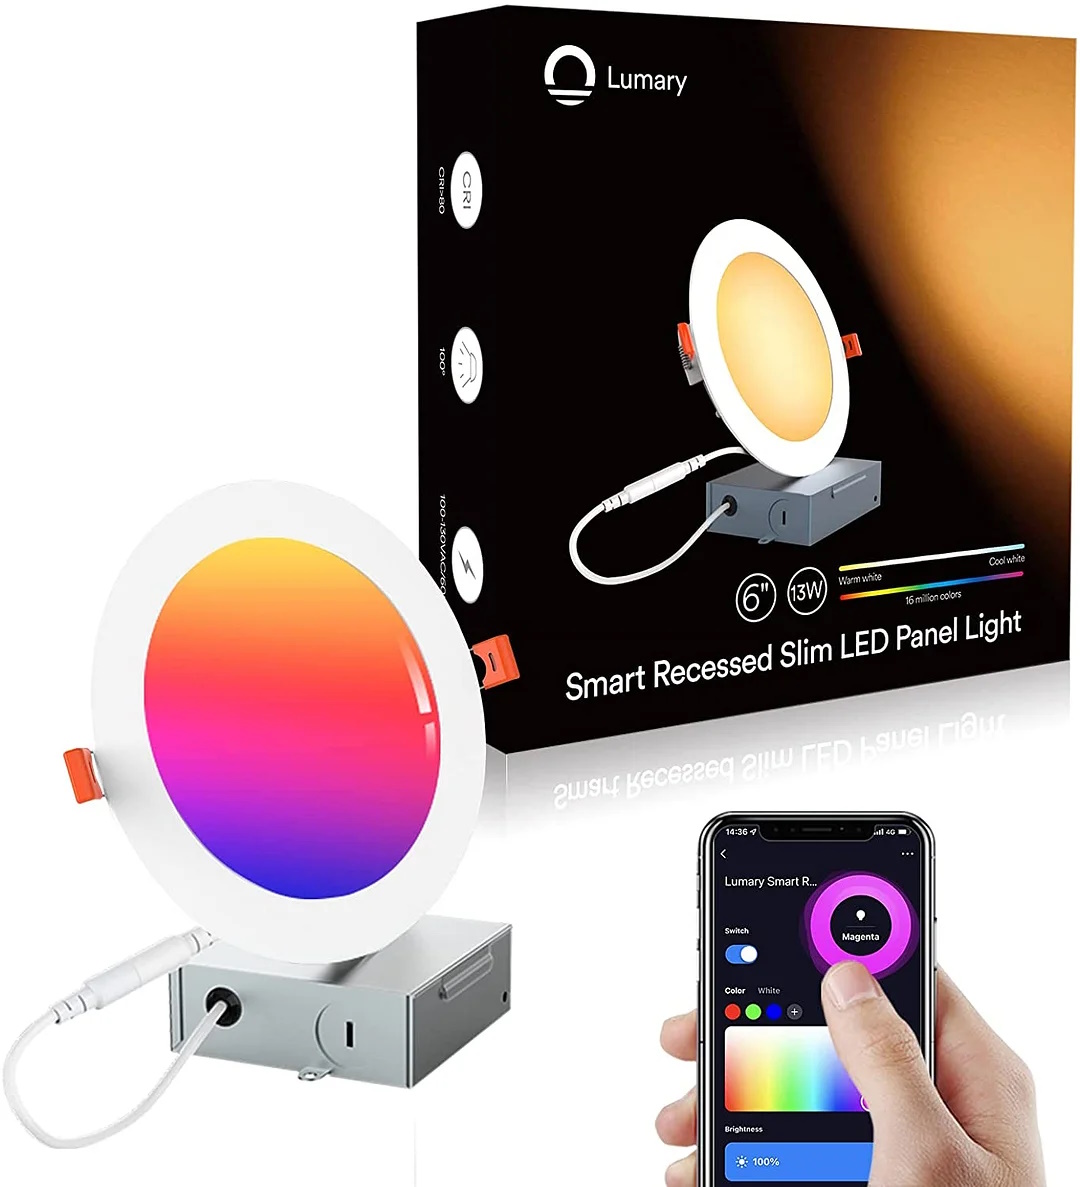 Lumary
CRI
CRI>80
100°
100-130VAC/60
6"
13W
Warm white
Cool white
16 million colors
Smart Recessed Slim LED Panel Light
Smart Recessed Slim LED Panel Light
14:36
4G
Lumary Smart R...
Magenta
Switch
Color White
Brightness
100%